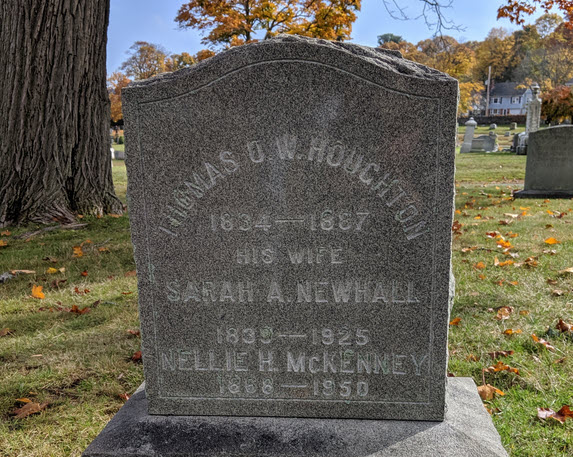 THOMAS O. W. HOUGHTON
1834—1887
HIS WIFE
SARAH A. NEWHALL
1839—1925
NELLIE H. McKENNEY
1868—1950